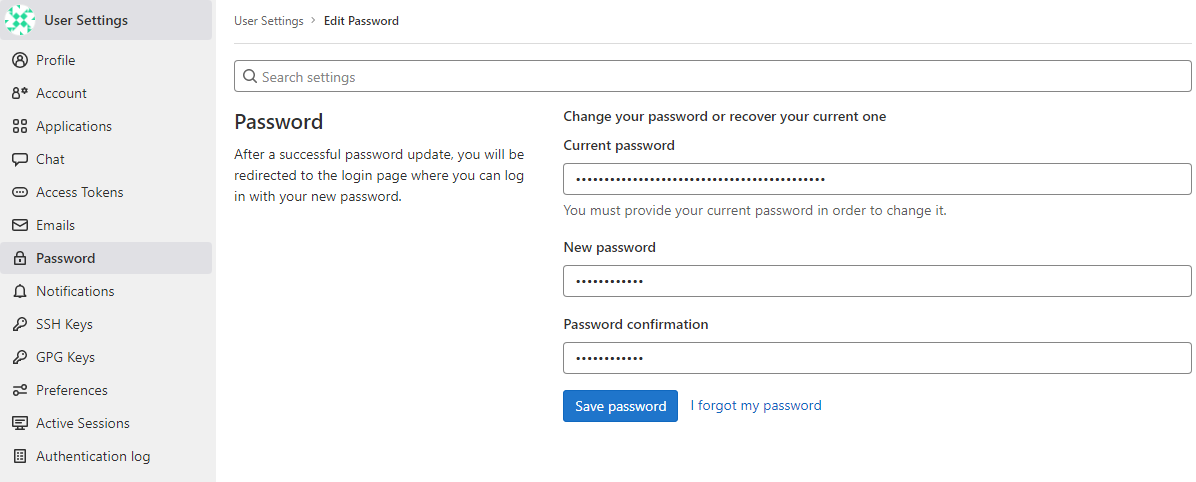 User Settings
Profile
Account
Applications
Chat
Access Tokens
Emails
Password
Notifications
SSH Keys
GPG Keys
Preferences
Active Sessions
Authentication log
User Settings › Edit Password
Search settings
Password
After a successful password update, you will be
redirected to the login page where you can log
in with your new password.
Change your password or recover your current one
Current password
••••••••••••••••••••••••••••••••••••••••••••
You must provide your current password in order to change it.
New password
••••••••••••
Password confirmation
••••••••••••
Save password I forgot my password